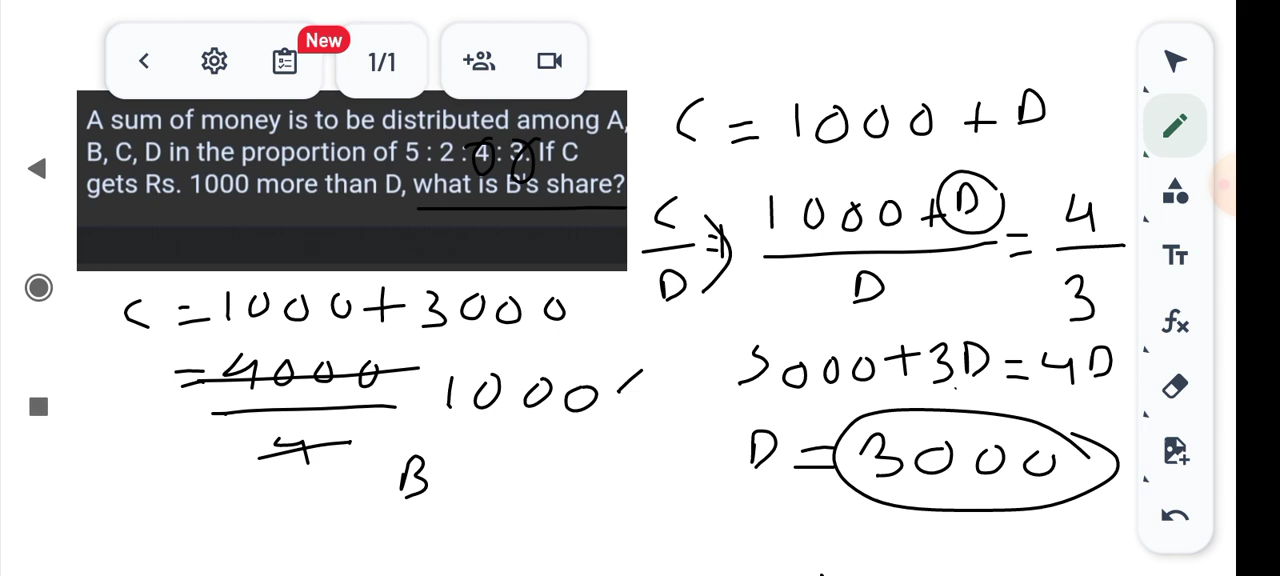 New
1/1
A sum of money is to be distributed among A,
B, C, D in the proportion of 5 : 2 : 4 : 3. If C
gets Rs. 1000 more than D, what is B's share?
C = 1000 + D
C/D ⇒ 1000 + D / D = 4/3
3000 + 3D = 4D
D = 3000
C = 1000 + 3000
= 4000 / 4 1000
B
Tт
fx